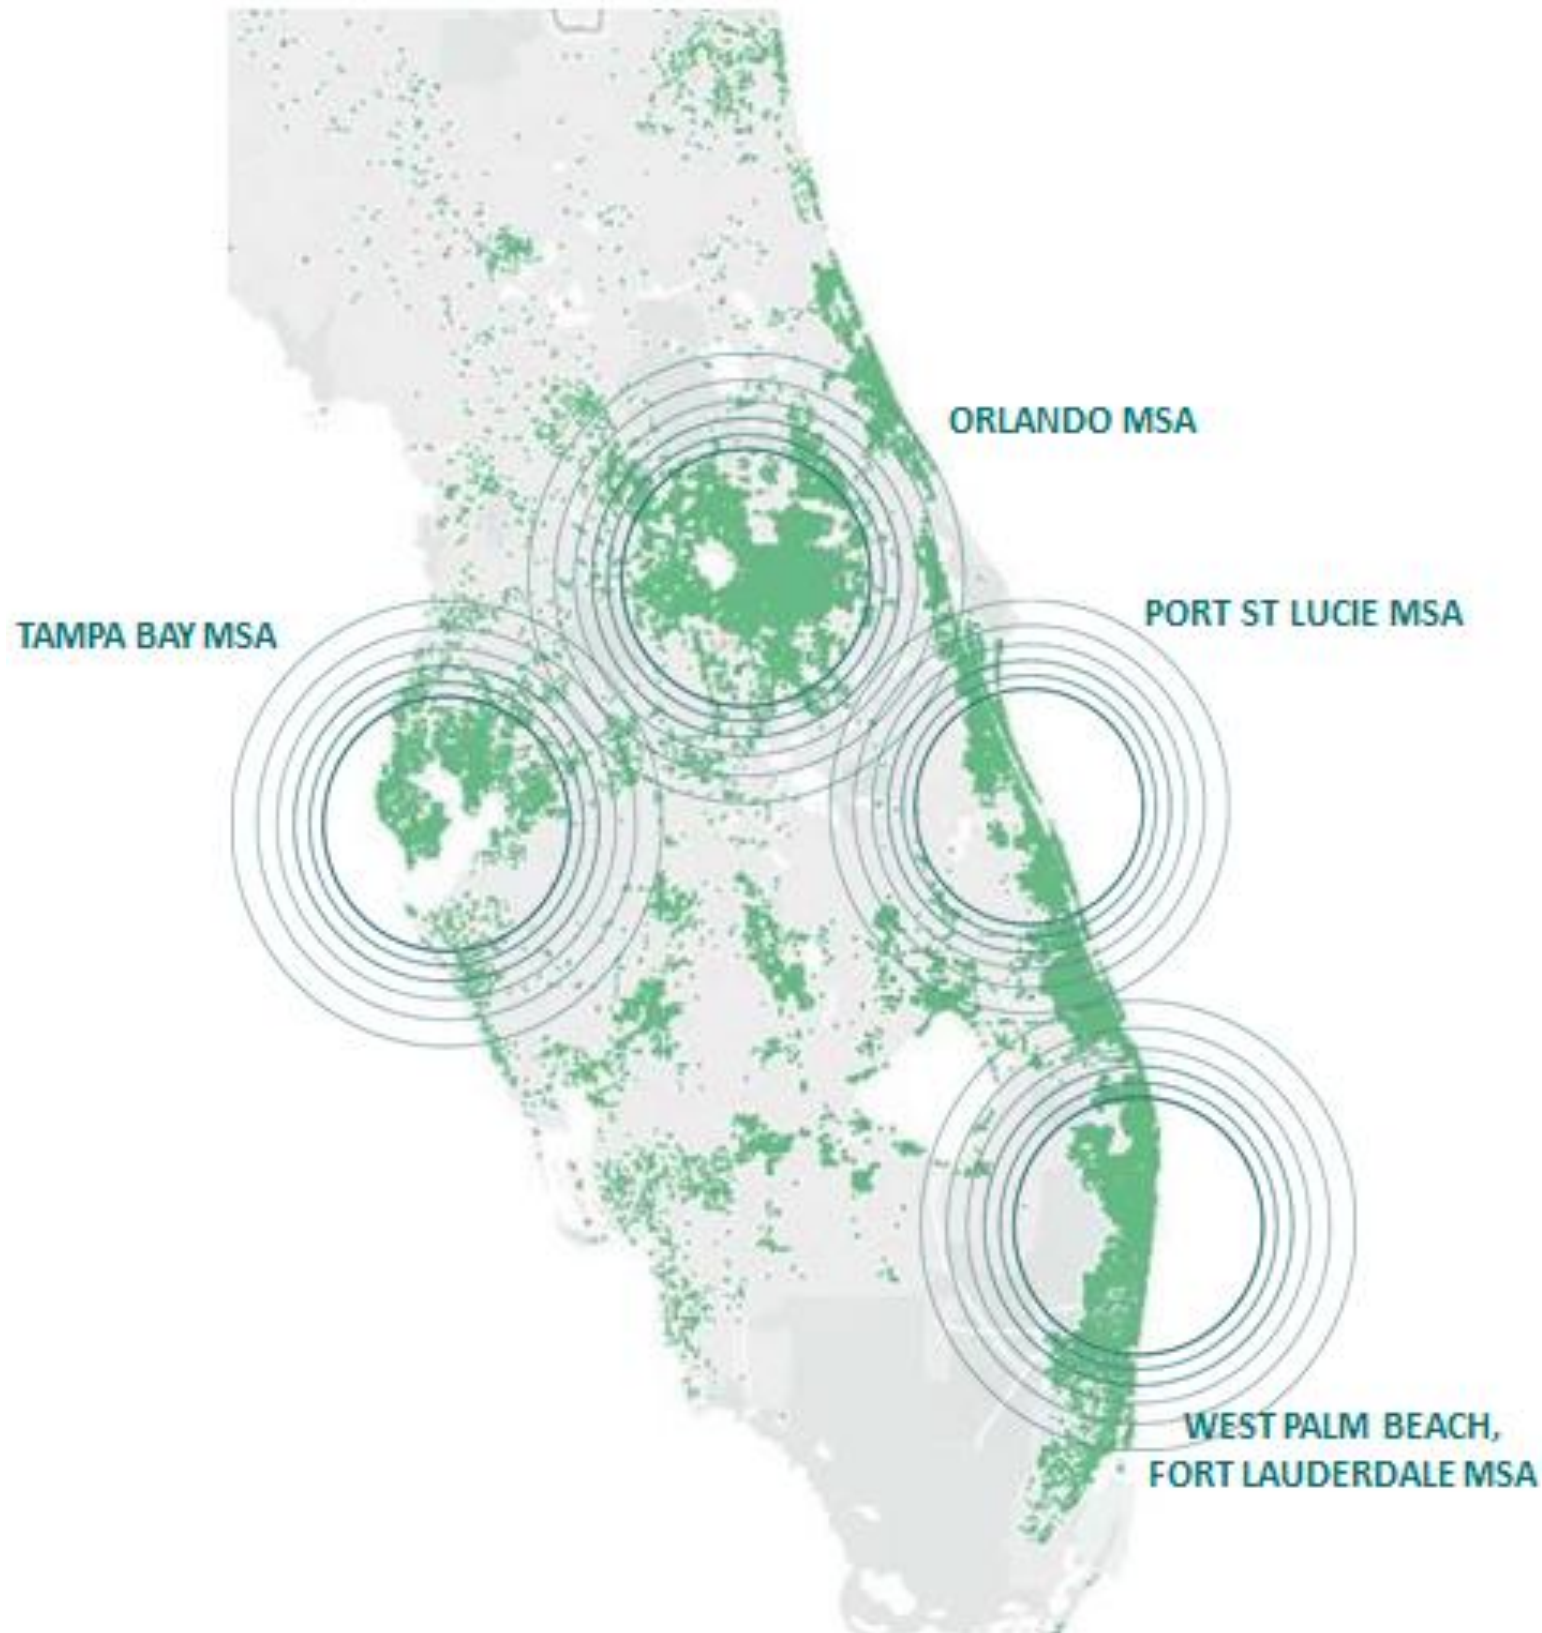 ORLANDO MSA
PORT ST LUCIE MSA
TAMPA BAY MSA
WEST PALM BEACH,
FORT LAUDERDALE MSA